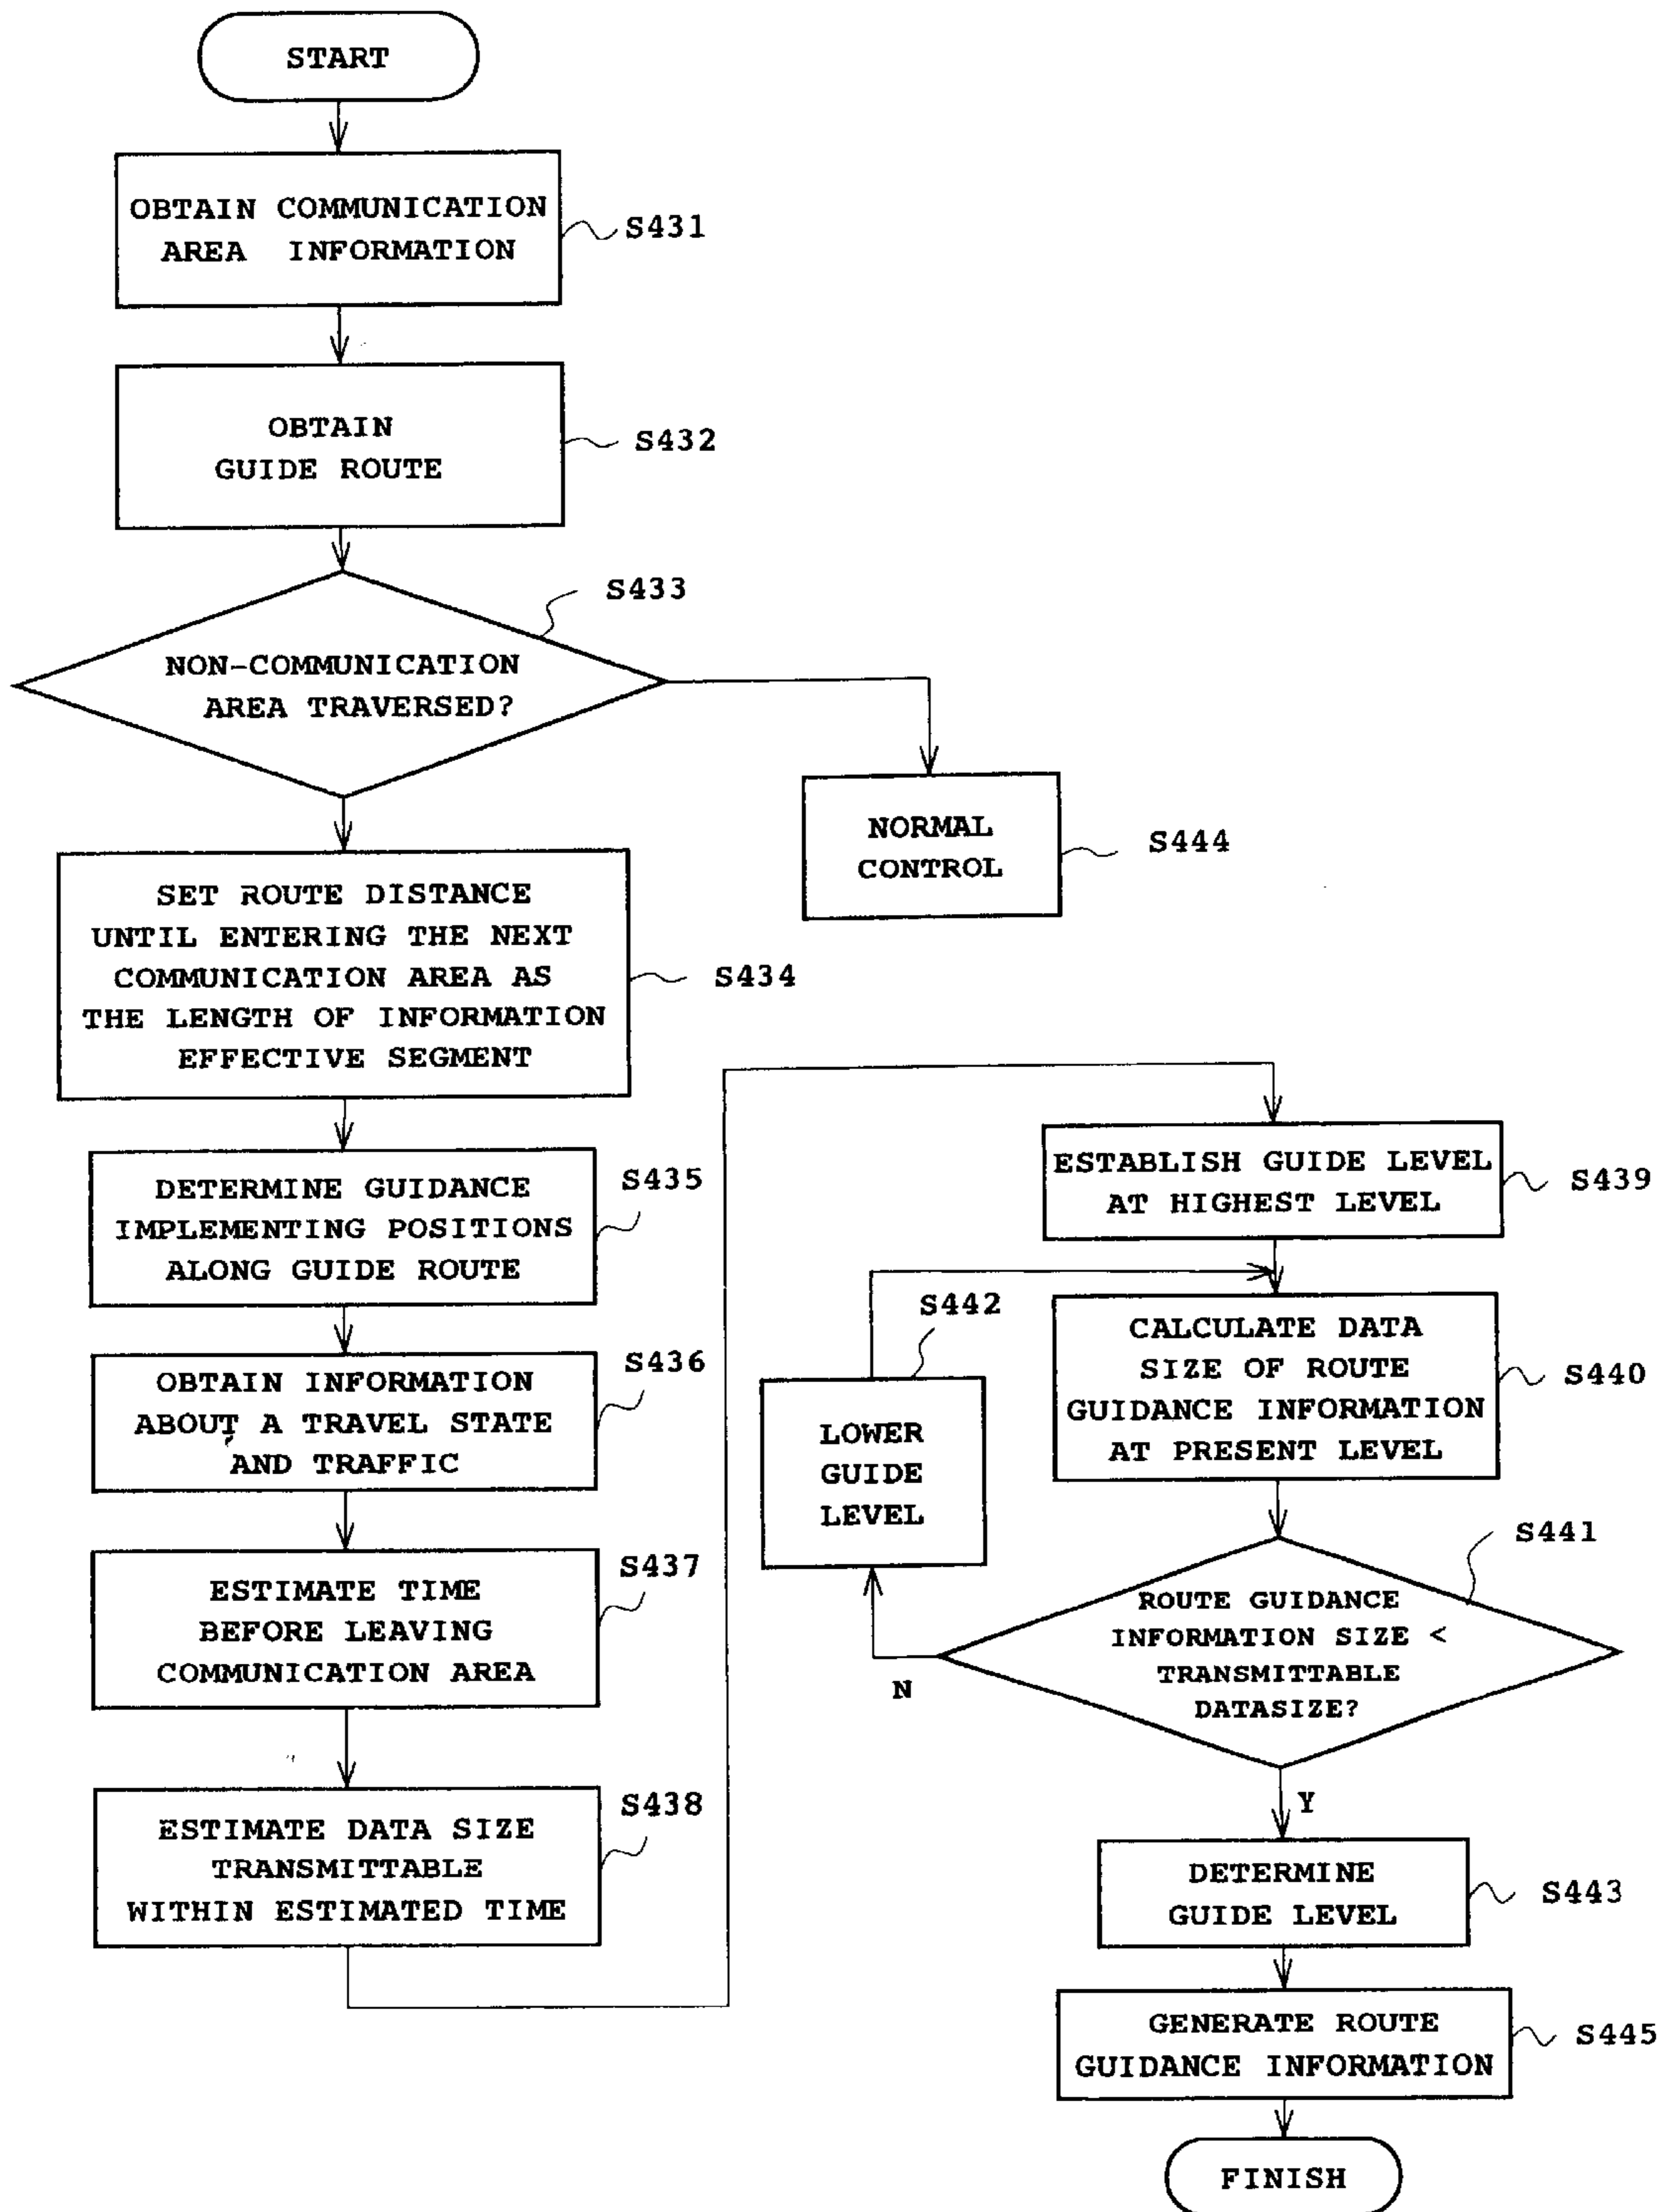 START
OBTAIN COMMUNICATION
AREA INFORMATION
S431
OBTAIN
GUIDE ROUTE
S432
S433
NON-COMMUNICATION
AREA TRAVERSED?
NORMAL
CONTROL
S444
SET ROUTE DISTANCE
UNTIL ENTERING THE NEXT
COMMUNICATION AREA AS
THE LENGTH OF INFORMATION
EFFECTIVE SEGMENT
S434
DETERMINE GUIDANCE
IMPLEMENTING POSITIONS
ALONG GUIDE ROUTE
S435
OBTAIN INFORMATION
ABOUT A TRAVEL STATE
AND TRAFFIC
S436
ESTIMATE TIME
BEFORE LEAVING
COMMUNICATION AREA
S437
ESTIMATE DATA SIZE
TRANSMITTABLE
WITHIN ESTIMATED TIME
S438
ESTABLISH GUIDE LEVEL
AT HIGHEST LEVEL
S439
CALCULATE DATA
SIZE OF ROUTE
GUIDANCE INFORMATION
AT PRESENT LEVEL
S440
S442
LOWER
GUIDE
LEVEL
S441
ROUTE GUIDANCE
INFORMATION SIZE <
TRANSMITTABLE
DATASIZE?
N
Y
DETERMINE
GUIDE LEVEL
S443
GENERATE ROUTE
GUIDANCE INFORMATION
S445
FINISH